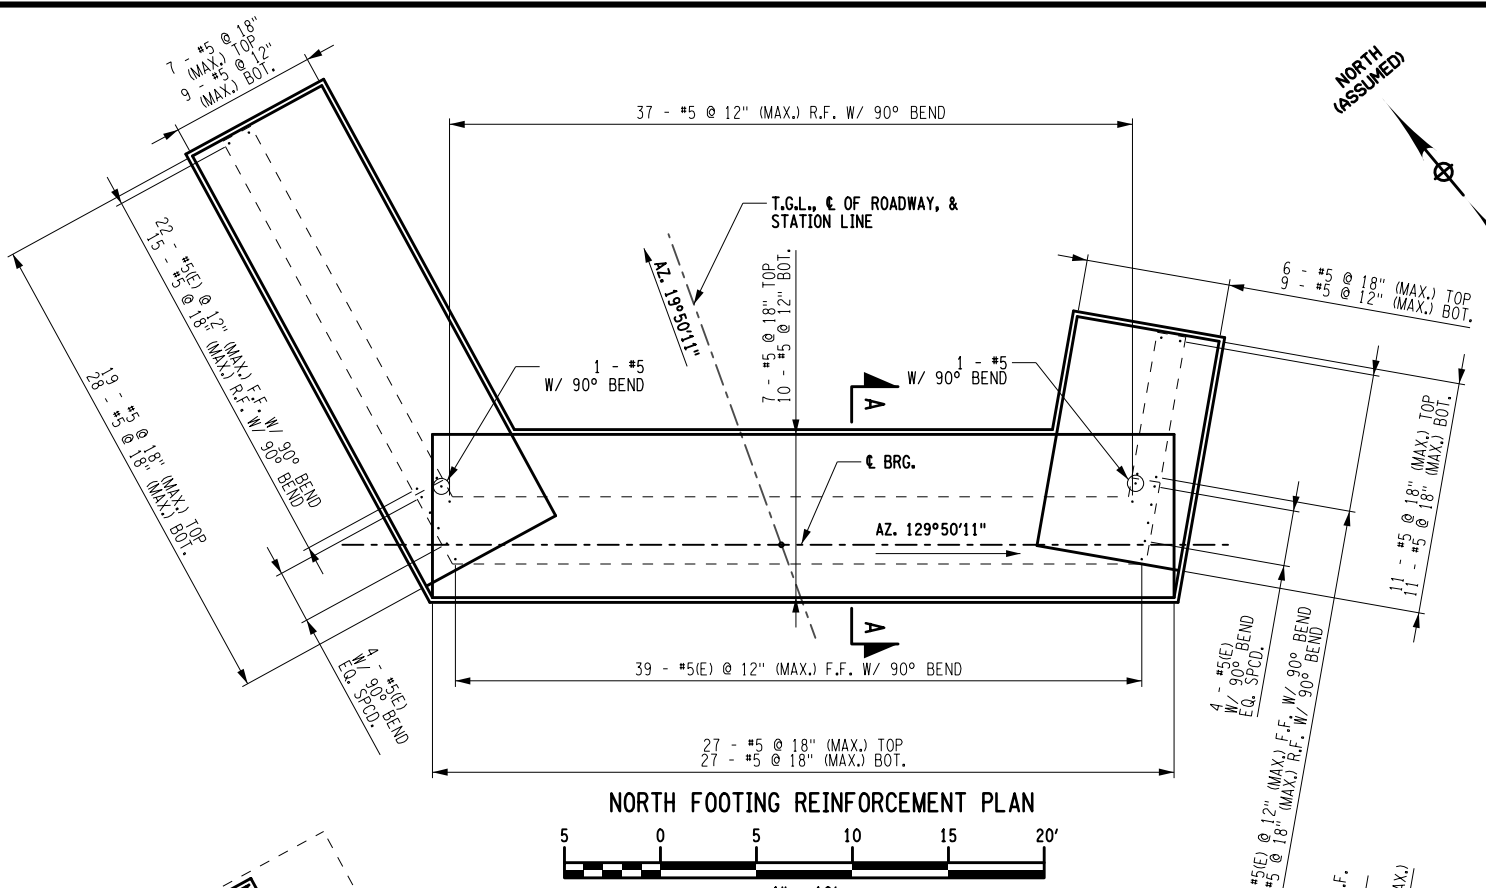 7 - #5 @ 18"
(MAX.) TOP
9 - #5 @ 12"
(MAX.) BOT.
37 - #5 @ 12" (MAX.) R.F. W/ 90° BEND
NORTH
(ASSUMED)
T.G.L., ℄ OF ROADWAY, &
STATION LINE
AZ. 19°50'11"
7 - #5 @ 18" TOP
10 - #5 @ 12" BOT.
6 - #5 @ 18" (MAX.) TOP
9 - #5 @ 12" (MAX.) BOT.
22 - #5(E) @ 12" (MAX.) F.F. W/ 90° BEND
15 - #5 @ 18" (MAX.) R.F. W/ 90° BEND
1 - #5
W/ 90° BEND
1 - #5
W/ 90° BEND
A
19 - #5 @ 18" (MAX.) TOP
28 - #5 @ 18" (MAX.) BOT.
℄ BRG.
AZ. 129°50'11"
11 - #5 @ 18" (MAX.) TOP
11 - #5 @ 18" (MAX.) BOT.
A
4 - #5(E)
W/ 90° BEND
EQ. SPCD.
39 - #5(E) @ 12" (MAX.) F.F. W/ 90° BEND
4 - #5(E)
W/ 90° BEND
EQ. SPCD.
#5(E) @ 12" (MAX.) F.F. W/ 90° BEND
#5 @ 18" (MAX.) R.F. W/ 90° BEND
27 - #5 @ 18" (MAX.) TOP
27 - #5 @ 18" (MAX.) BOT.
NORTH FOOTING REINFORCEMENT PLAN
5 0 5 10 15 20'